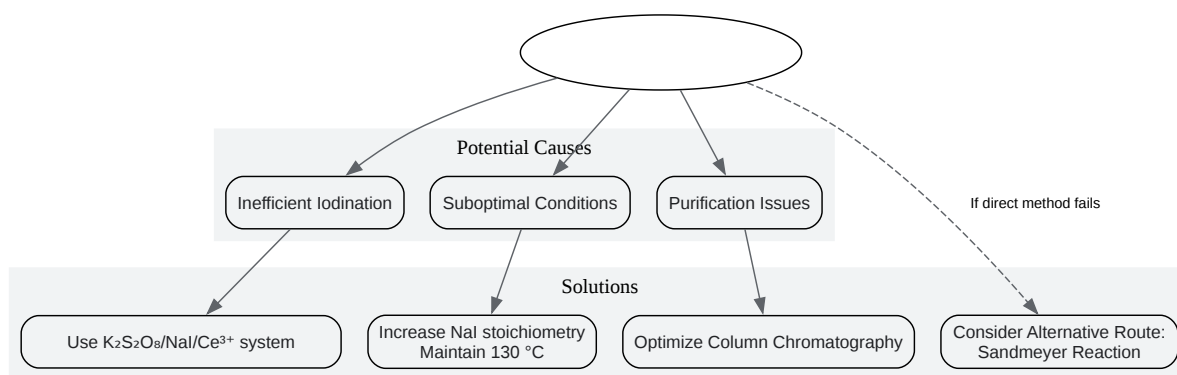 Potential Causes
Inefficient Iodination
Suboptimal Conditions
Purification Issues
If direct method fails
Solutions
Use K₂S₂O₈/NaI/Ce³⁺ system
Increase NaI stoichiometry
Maintain 130 °C
Optimize Column Chromatography
Consider Alternative Route:
Sandmeyer Reaction